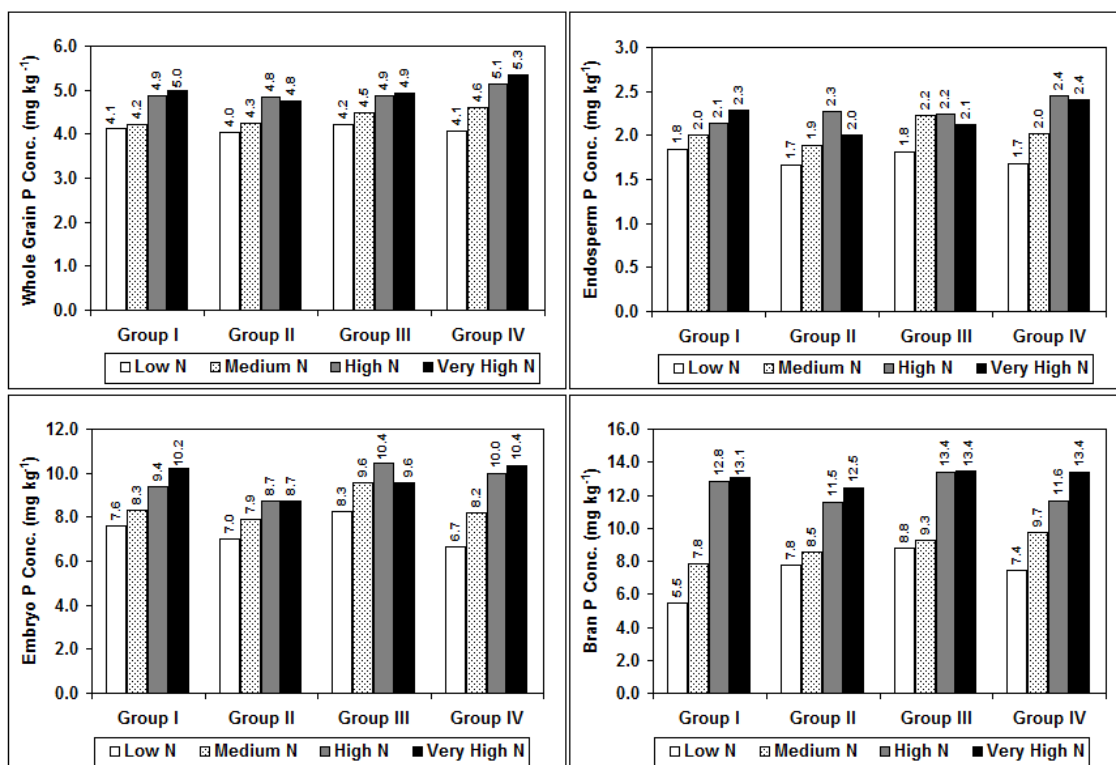 Whole Grain P Conc. (mg kg⁻¹)
6.0
5.0
4.0
3.0
2.0
1.0
0.0
4.1 4.2 4.9 5.0
4.0 4.3 4.8 4.8
4.2 4.5 4.9 4.9
4.1 4.6 5.1 5.3
Group I Group II Group III Group IV
Low N Medium N High N Very High N
Endosperm P Conc. (mg kg⁻¹)
3.0
2.5
2.0
1.5
1.0
0.5
0.0
1.8 2.0 2.1 2.3
1.7 1.9 2.3 2.0
1.8 2.2 2.2 2.1
1.7 2.0 2.4 2.4
Group I Group II Group III Group IV
Low N Medium N High N Very High N
Embryo P Conc. (mg kg⁻¹)
12.0
10.0
8.0
6.0
4.0
2.0
0.0
7.6 8.3 9.4 10.2
7.0 7.9 8.7 8.7
8.3 9.6 10.4 9.6
6.7 8.2 10.0 10.4
Group I Group II Group III Group IV
Low N Medium N High N Very High N
Bran P Conc. (mg kg⁻¹)
16.0
14.0
12.0
10.0
8.0
6.0
4.0
2.0
0.0
5.5 7.8 12.8 13.1
7.8 8.5 11.5 12.5
8.8 9.3 13.4 13.4
7.4 9.7 11.6 13.4
Group I Group II Group III Group IV
Low N Medium N High N Very High N